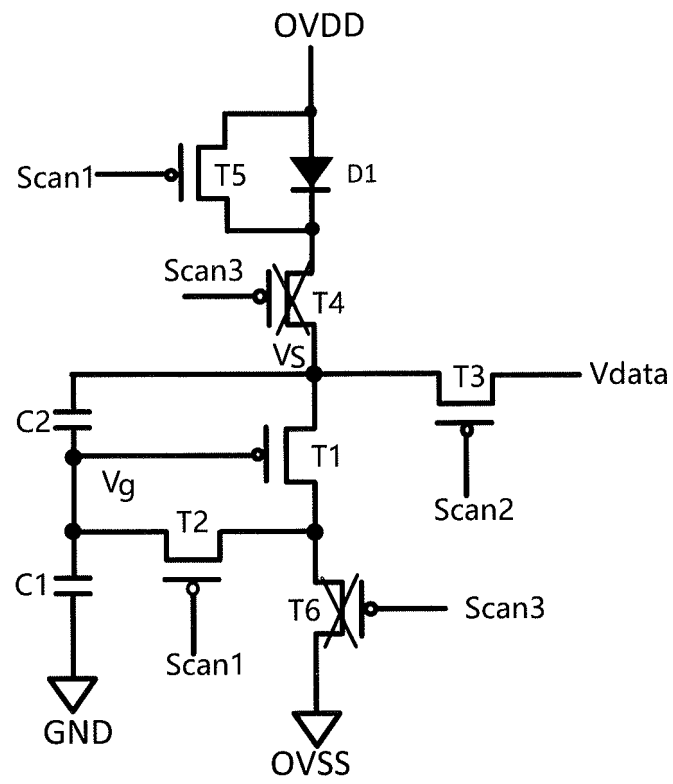 OVDD
Scan1
T5
D1
Scan3
T4
VS
T3
Vdata
C2
T1
Vg
Scan2
T2
C1
T6
Scan3
Scan1
GND
OVSS